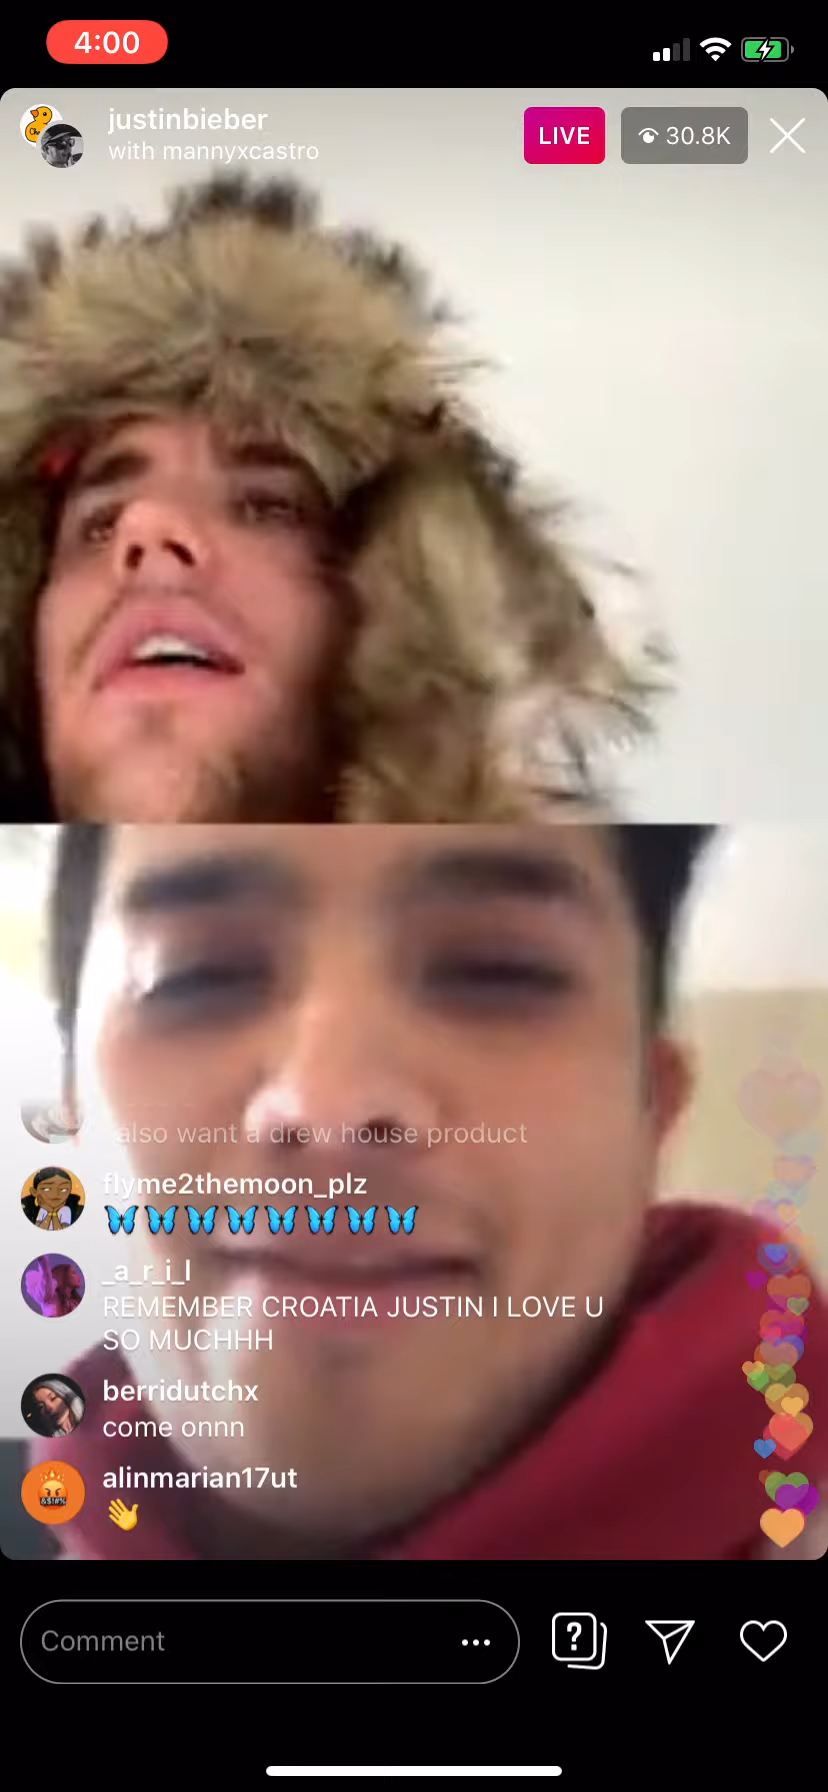 4:00
justinbieber
with mannyxcastro
LIVE
30.8K
also want a drew house product
flyme2themoon_plz
🦋🦋🦋🦋🦋🦋🦋🦋
_a_r_i_l
REMEMBER CROATIA JUSTIN I LOVE U
SO MUCHHH
berridutchx
come onnn
alinmarian17ut
👋
Comment